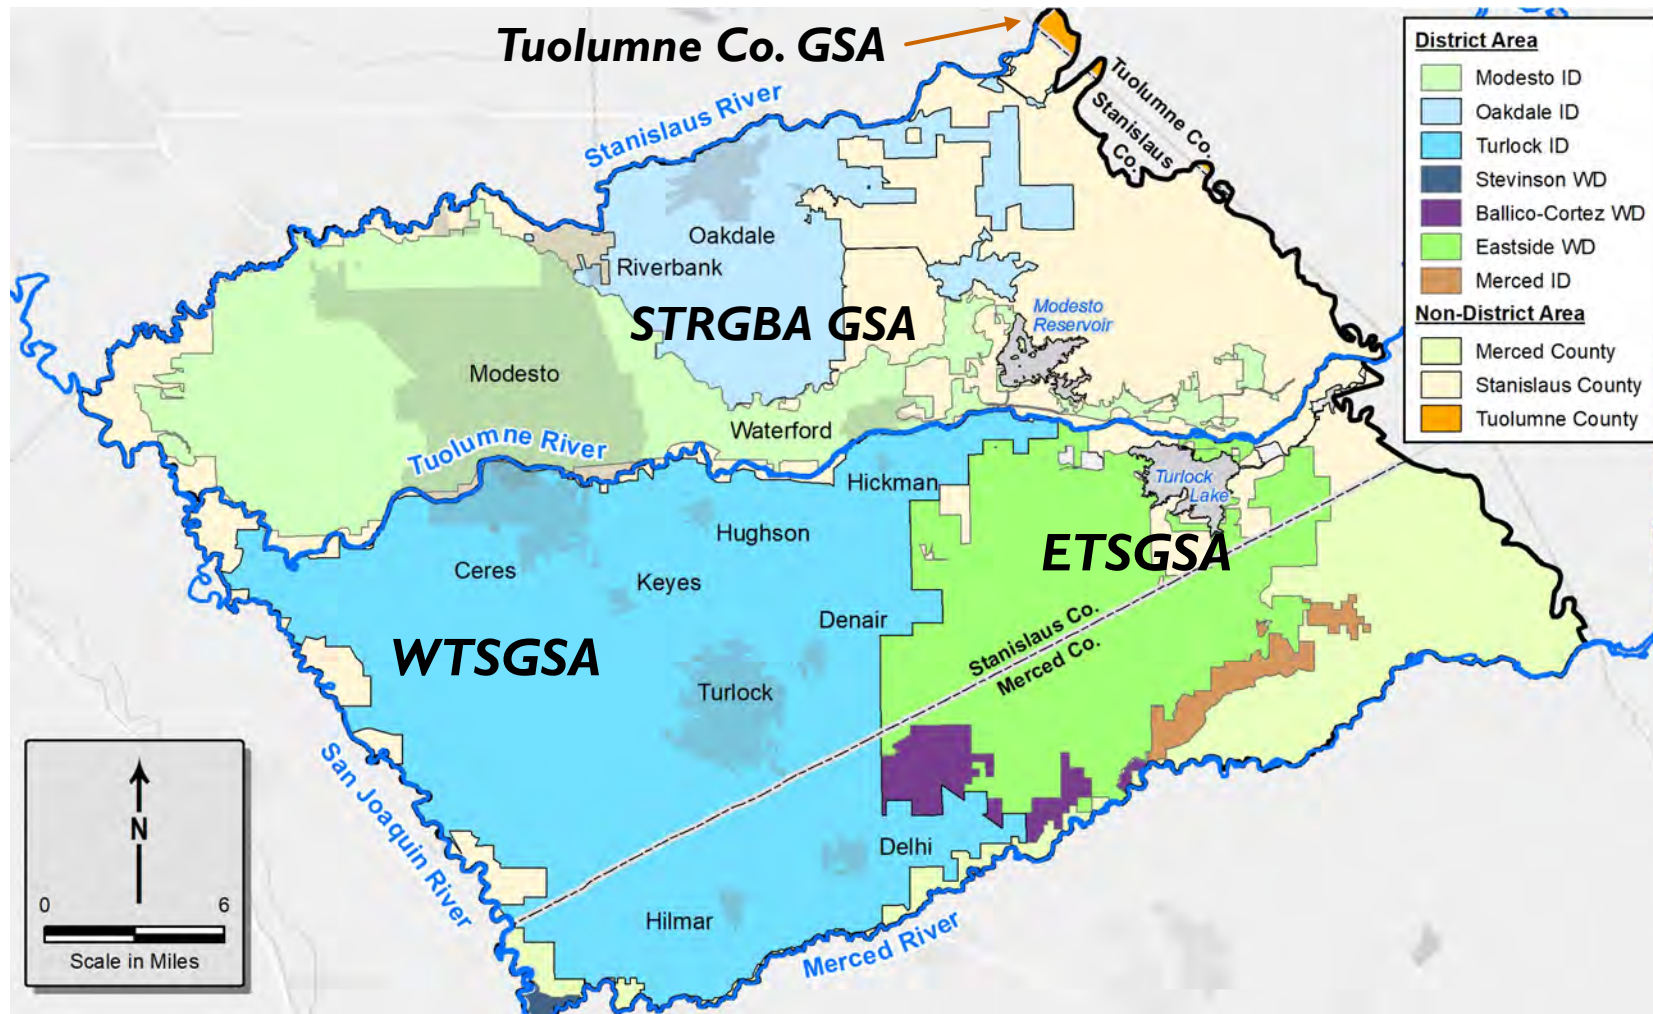 Tuolumne Co. GSA
Stanislaus River
Tuolumne Co.
Stanislaus
Co.
Oakdale
Riverbank
STRGBA GSA
Modesto
Reservoir
Modesto
Waterford
Tuolumne River
Hickman
Turlock
Lake
Hughson
ETSGSA
Ceres
Keyes
Denair
WTSGSA
Stanislaus Co.
Merced Co.
Turlock
San Joaquin River
Delhi
Hilmar
Merced River
District Area
Modesto ID
Oakdale ID
Turlock ID
Stevinson WD
Ballico-Cortez WD
Eastside WD
Merced ID
Non-District Area
Merced County
Stanislaus County
Tuolumne County
N
0 6
Scale in Miles